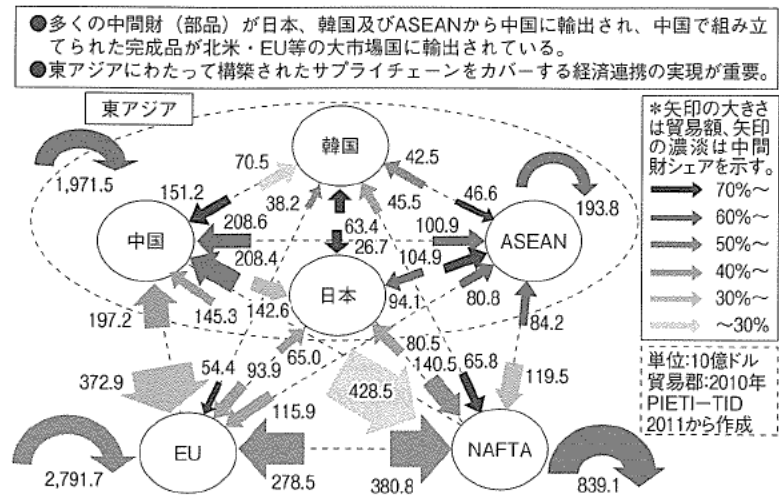 ●多くの中間財（部品）が日本、韓国及びASEANから中国に輸出され、中国で組み立
てられた完成品が北米・EU等の大市場国に輸出されている。
●東アジアにわたって構築されたサプライチェーンをカバーする経済連携の実現が重要。
東アジア
韓国
＊矢印の大きさ
は貿易額、矢印
の濃淡は中間
財シェアを示す。
70%～
60%～
50%～
40%～
30%～
～30%
1,971.5
70.5
42.5
151.2
38.2
45.5
46.6
193.8
中国
208.6
63.4
100.9
ASEAN
208.4
26.7
104.9
日本
197.2
145.3
142.6
94.1
80.8
84.2
372.9
54.4
93.9
65.0
80.5
140.5
65.8
119.5
428.5
115.9
単位:10億ドル
貿易郡:2010年
PIETI－TID
2011から作成
EU
NAFTA
2,791.7
278.5
380.8
839.1